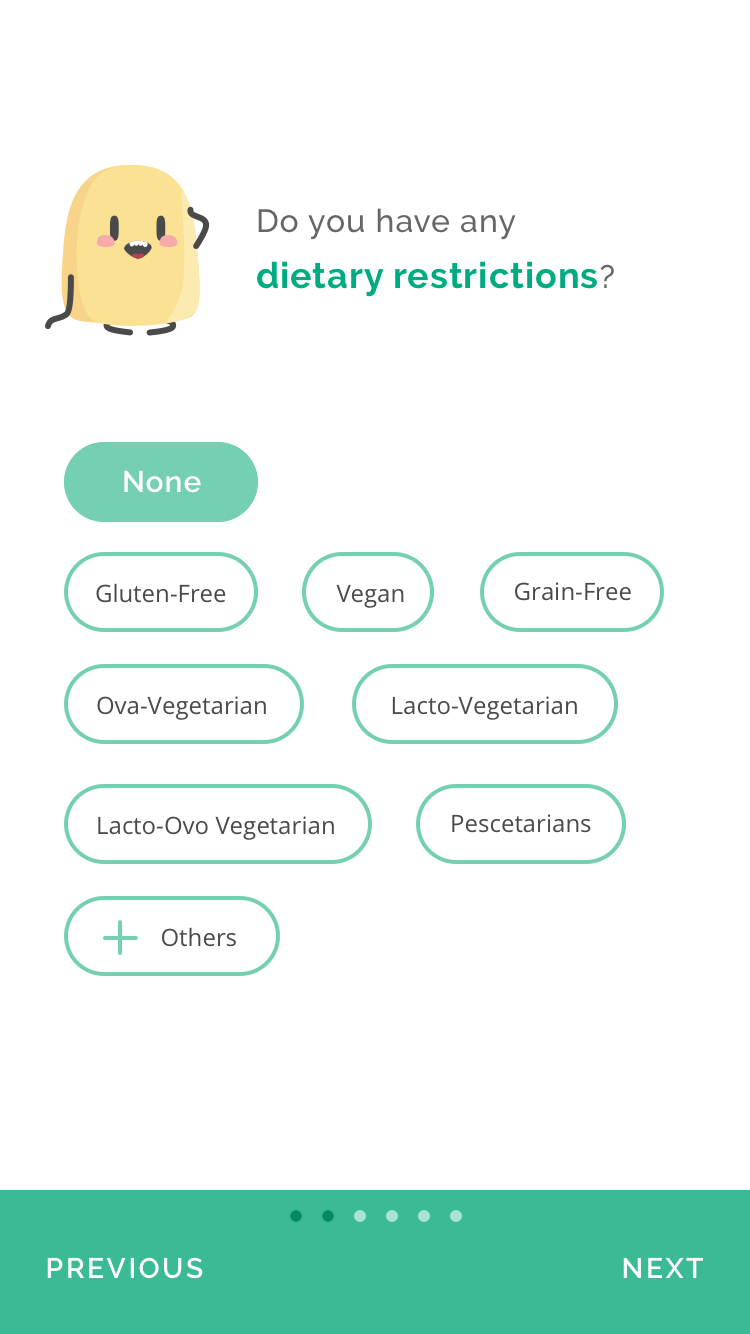 Do you have any
dietary restrictions?
None
Gluten-Free
Vegan
Grain-Free
Ova-Vegetarian
Lacto-Vegetarian
Lacto-Ovo Vegetarian
Pescetarians
Others
PREVIOUS
NEXT